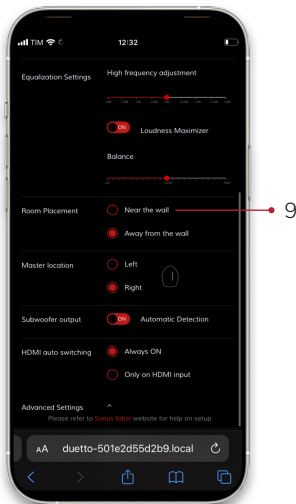 TIM 12:32
Equalization Settings High frequency adjustment
ON Loudness Maximizer
Balance
Room Placement Near the wall 9
Away from the wall
Master location Left
Right
Subwoofer output ON Automatic Detection
HDMI auto switching Always ON
Only on HDMI input
Advanced Settings
Please refer to Sonus faber website for help on setup
AA duetto-501e2d55d2b9.local